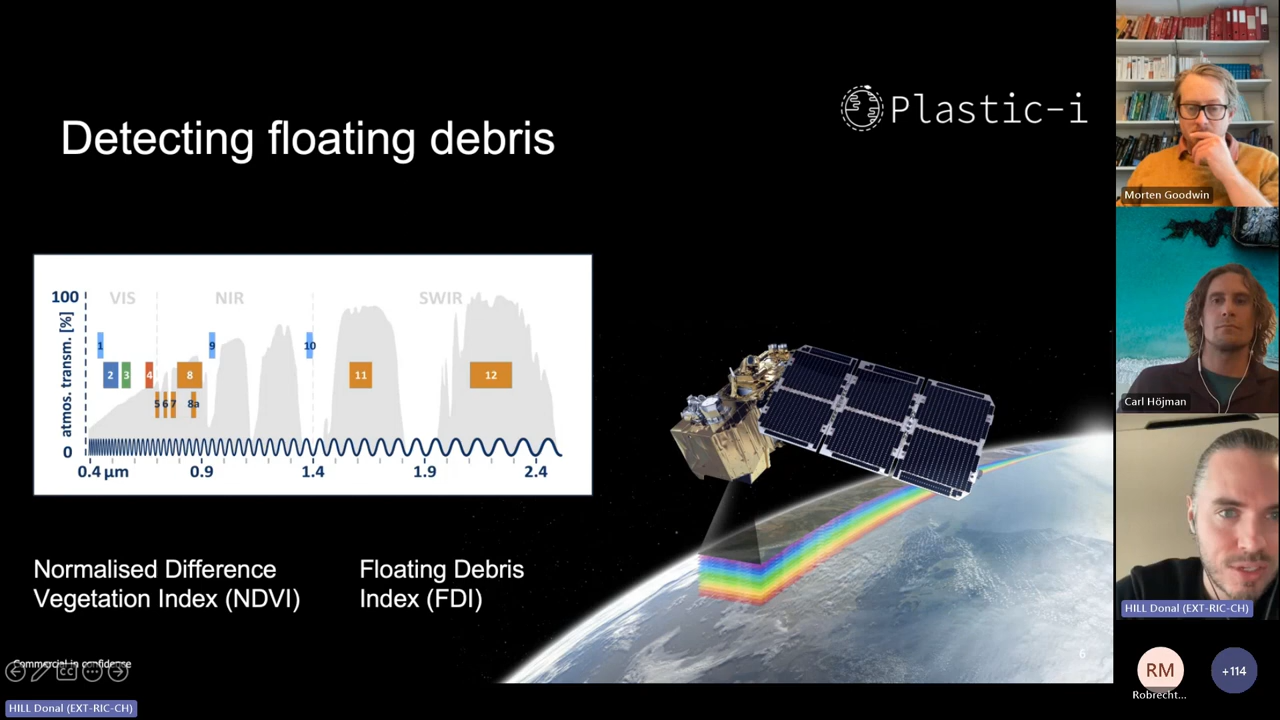 Detecting floating debris
Plastic-i
VIS NIR SWIR
100
atmos. transm. [%]
0
1 9 10
2 3 4 8 11 12
5 6 7 8a
0.4 μm 0.9 1.4 1.9 2.4
Normalised Difference
Vegetation Index (NDVI)
Floating Debris
Index (FDI)
6
Commercial in confidence
CC
HILL Donal (EXT-RIC-CH)
Morten Goodwin
Carl Höjman
HILL Donal (EXT-RIC-CH)
RM
Robrecht...
+114